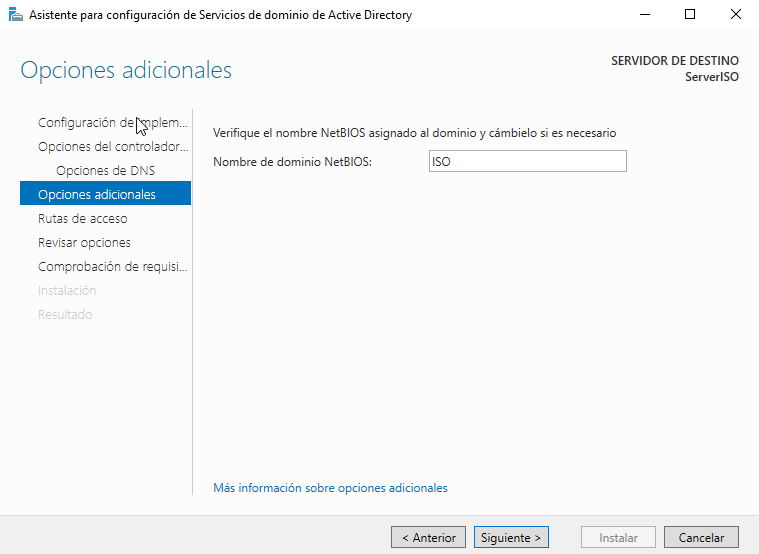 Asistente para configuración de Servicios de dominio de Active Directory
Opciones adicionales
SERVIDOR DE DESTINO
ServerISO
Configuración de implem...
Opciones del controlador...
Opciones de DNS
Opciones adicionales
Rutas de acceso
Revisar opciones
Comprobación de requisi...
Instalación
Resultado
Verifique el nombre NetBIOS asignado al dominio y cámbielo si es necesario
Nombre de dominio NetBIOS: ISO
Más información sobre opciones adicionales
< Anterior Siguiente > Instalar Cancelar